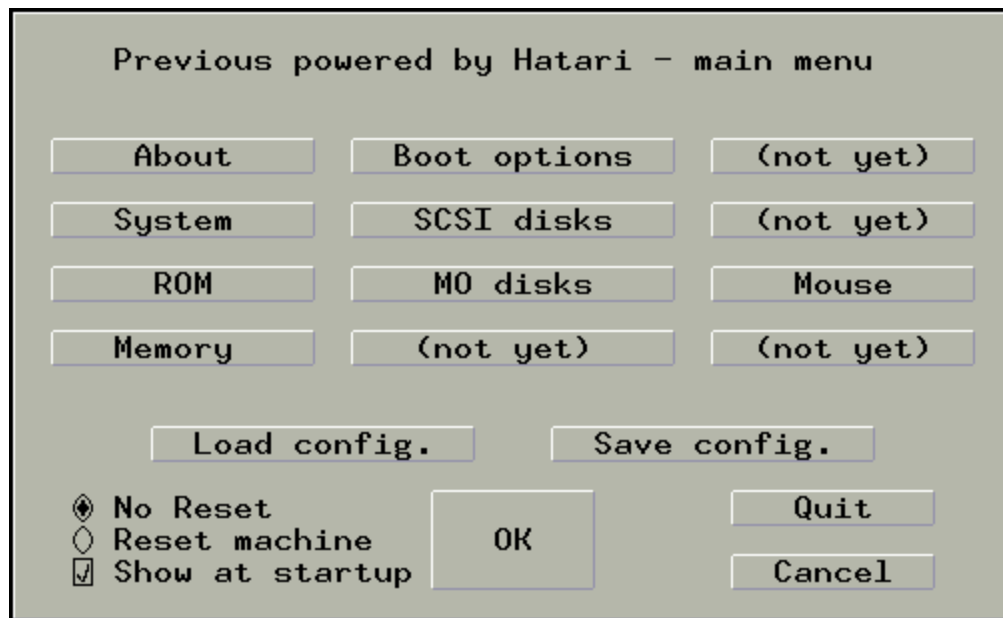 Previous powered by Hatari - main menu
About Boot options (not yet)
System SCSI disks (not yet)
ROM MO disks Mouse
Memory (not yet) (not yet)
Load config. Save config.
No Reset Quit
Reset machine OK
Show at startup Cancel